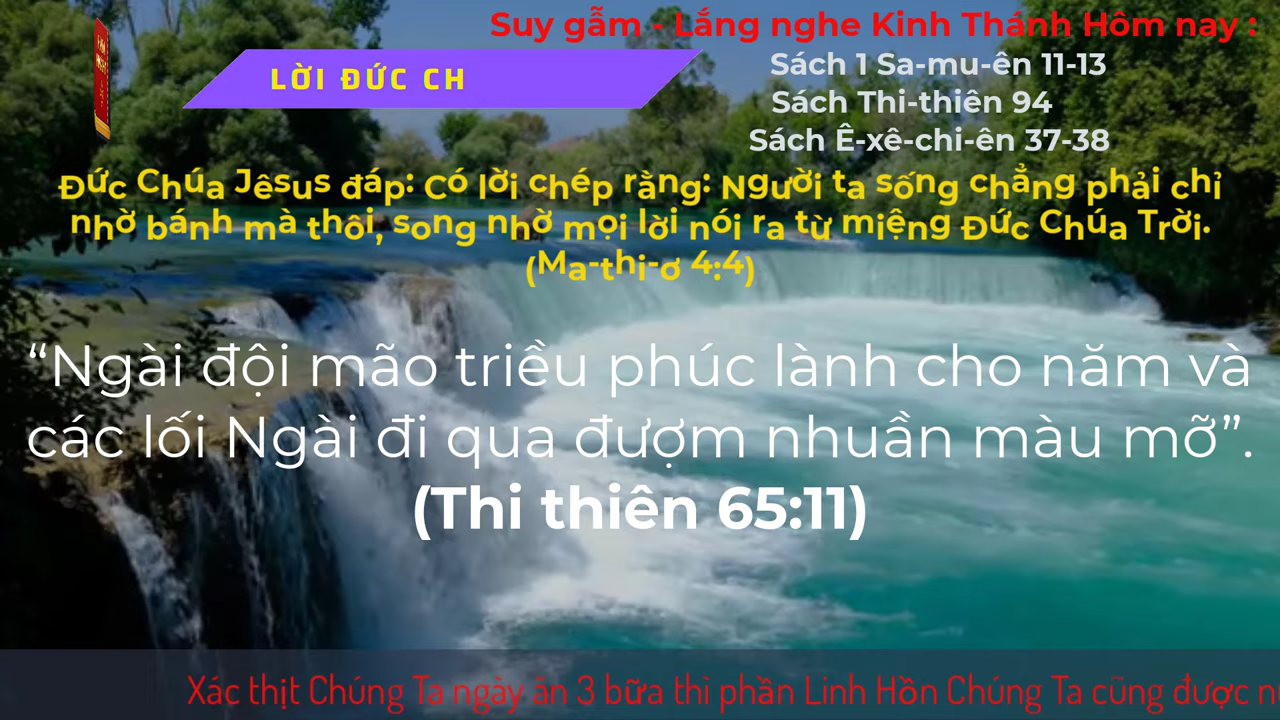 Suy gẫm - Lắng nghe Kinh Thánh Hôm nay :
Sách 1 Sa-mu-ên 11-13
LỜI ĐỨC CH
Sách Thi-thiên 94
Sách Ê-xê-chi-ên 37-38
Đức Chúa Jêsus đáp: Có lời chép rằng: Người ta sống chẳng phải chỉ
nhờ bánh mà thôi, song nhờ mọi lời nói ra từ miệng Đức Chúa Trời.
(Ma-thi-ơ 4:4)
“Ngài đội mão triều phúc lành cho năm và
các lối Ngài đi qua đượm nhuần màu mỡ”.
(Thi thiên 65:11)
Xác thịt Chúng Ta ngày ăn 3 bữa thì phần Linh Hồn Chúng Ta cũng được